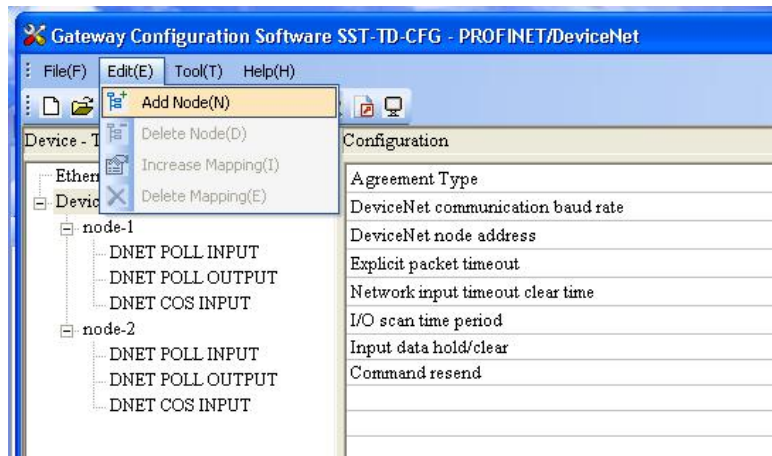 Gateway Configuration Software SST-TD-CFG - PROFINET/DeviceNet
File(F) Edit(E) Tool(T) Help(H)
Add Node(N)
Delete Node(D)
Increase Mapping(I)
Delete Mapping(E)
Device -
Configuration
node-1
DNET POLL INPUT
DNET POLL OUTPUT
DNET COS INPUT
node-2
DNET POLL INPUT
DNET POLL OUTPUT
DNET COS INPUT
Agreement Type
DeviceNet communication baud rate
DeviceNet node address
Explicit packet timeout
Network input timeout clear time
I/O scan time period
Input data hold/clear
Command resend